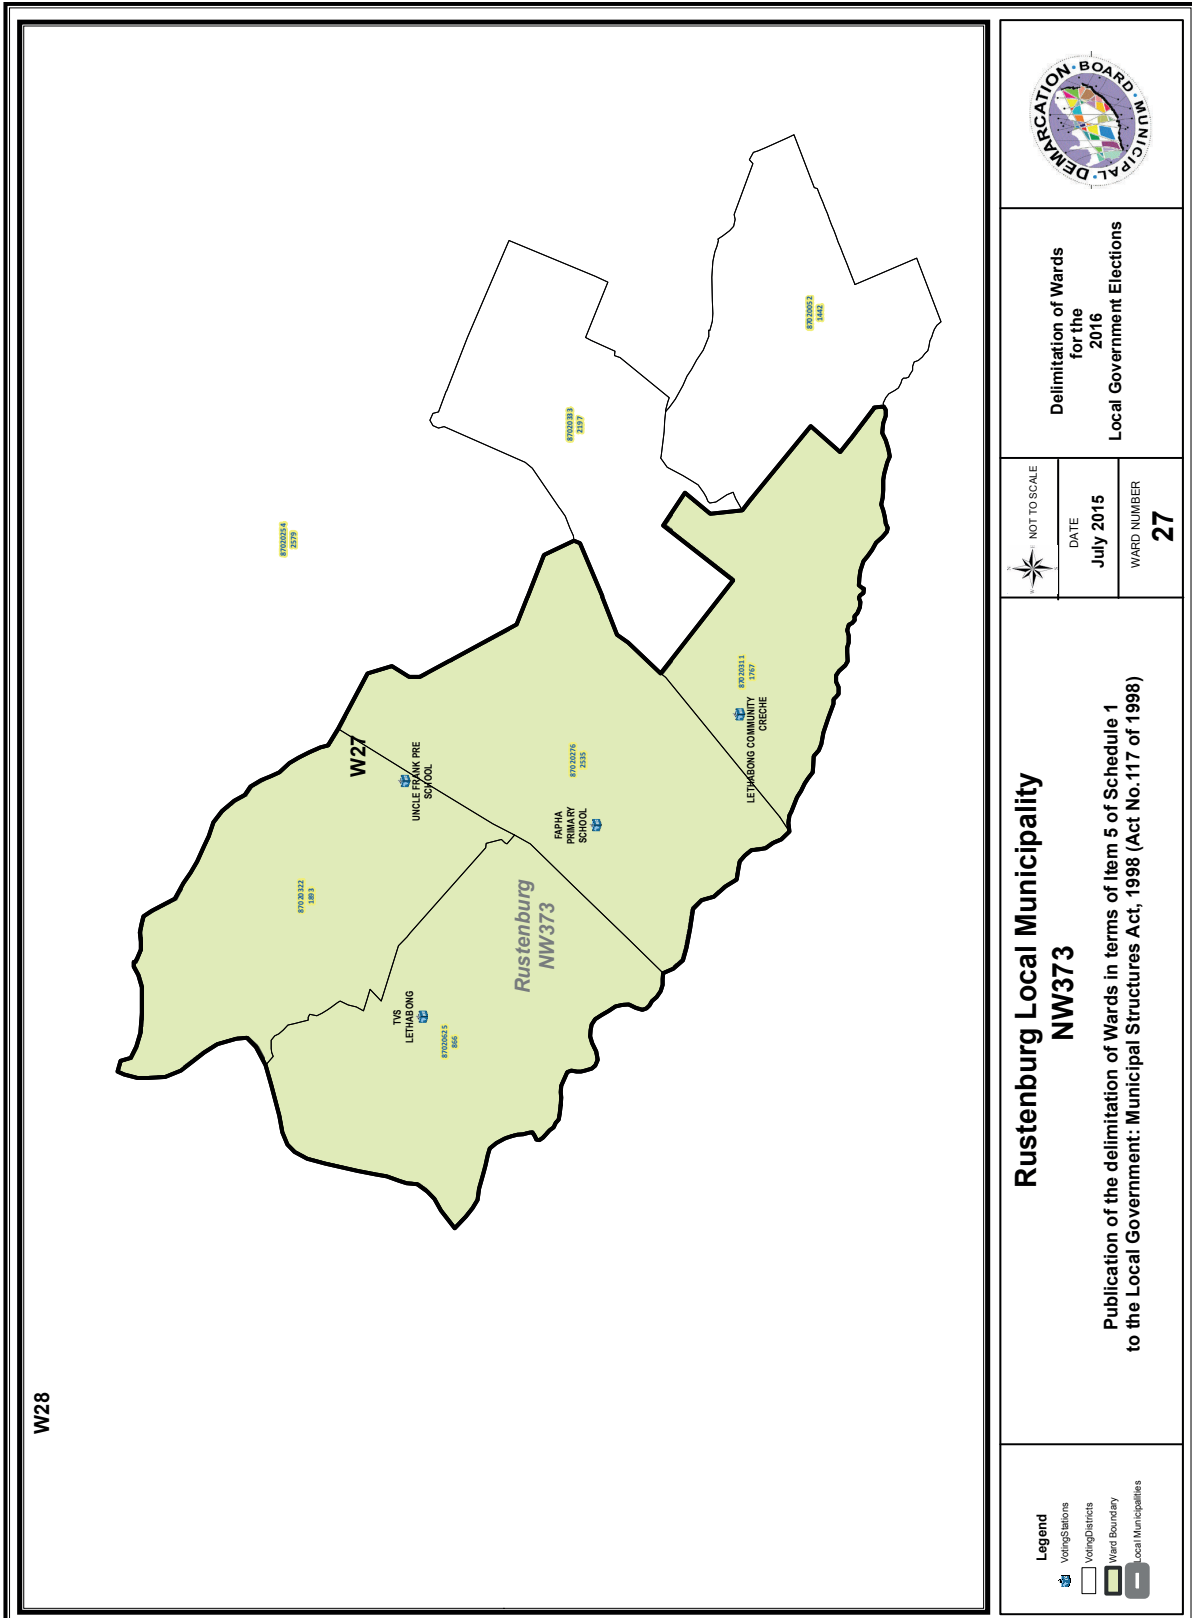 W28
87020254
2579
87020333
2197
87020052
1442
W27
UNCLE FRANK PRE
SCHOOL
87020322
1893
87020276
2535
FAPHA
PRIMARY
SCHOOL
87020311
1767
LETHABONG COMMUNITY
CRECHE
Rustenburg
NW373
TVS
LETHABONG
87020625
866
Legend
VotingStations
VotingDistricts
Ward Boundary
Local Municipalities
Rustenburg Local Municipality
NW373
Publication of the delimitation of Wards in terms of Item 5 of Schedule 1
to the Local Government: Municipal Structures Act, 1998 (Act No.117 of 1998)
NOT TO SCALE
DATE
July 2015
WARD NUMBER
27
Delimitation of Wards
for the
2016
Local Government Elections
MUNICIPAL · DEMARCATION · BOARD ·